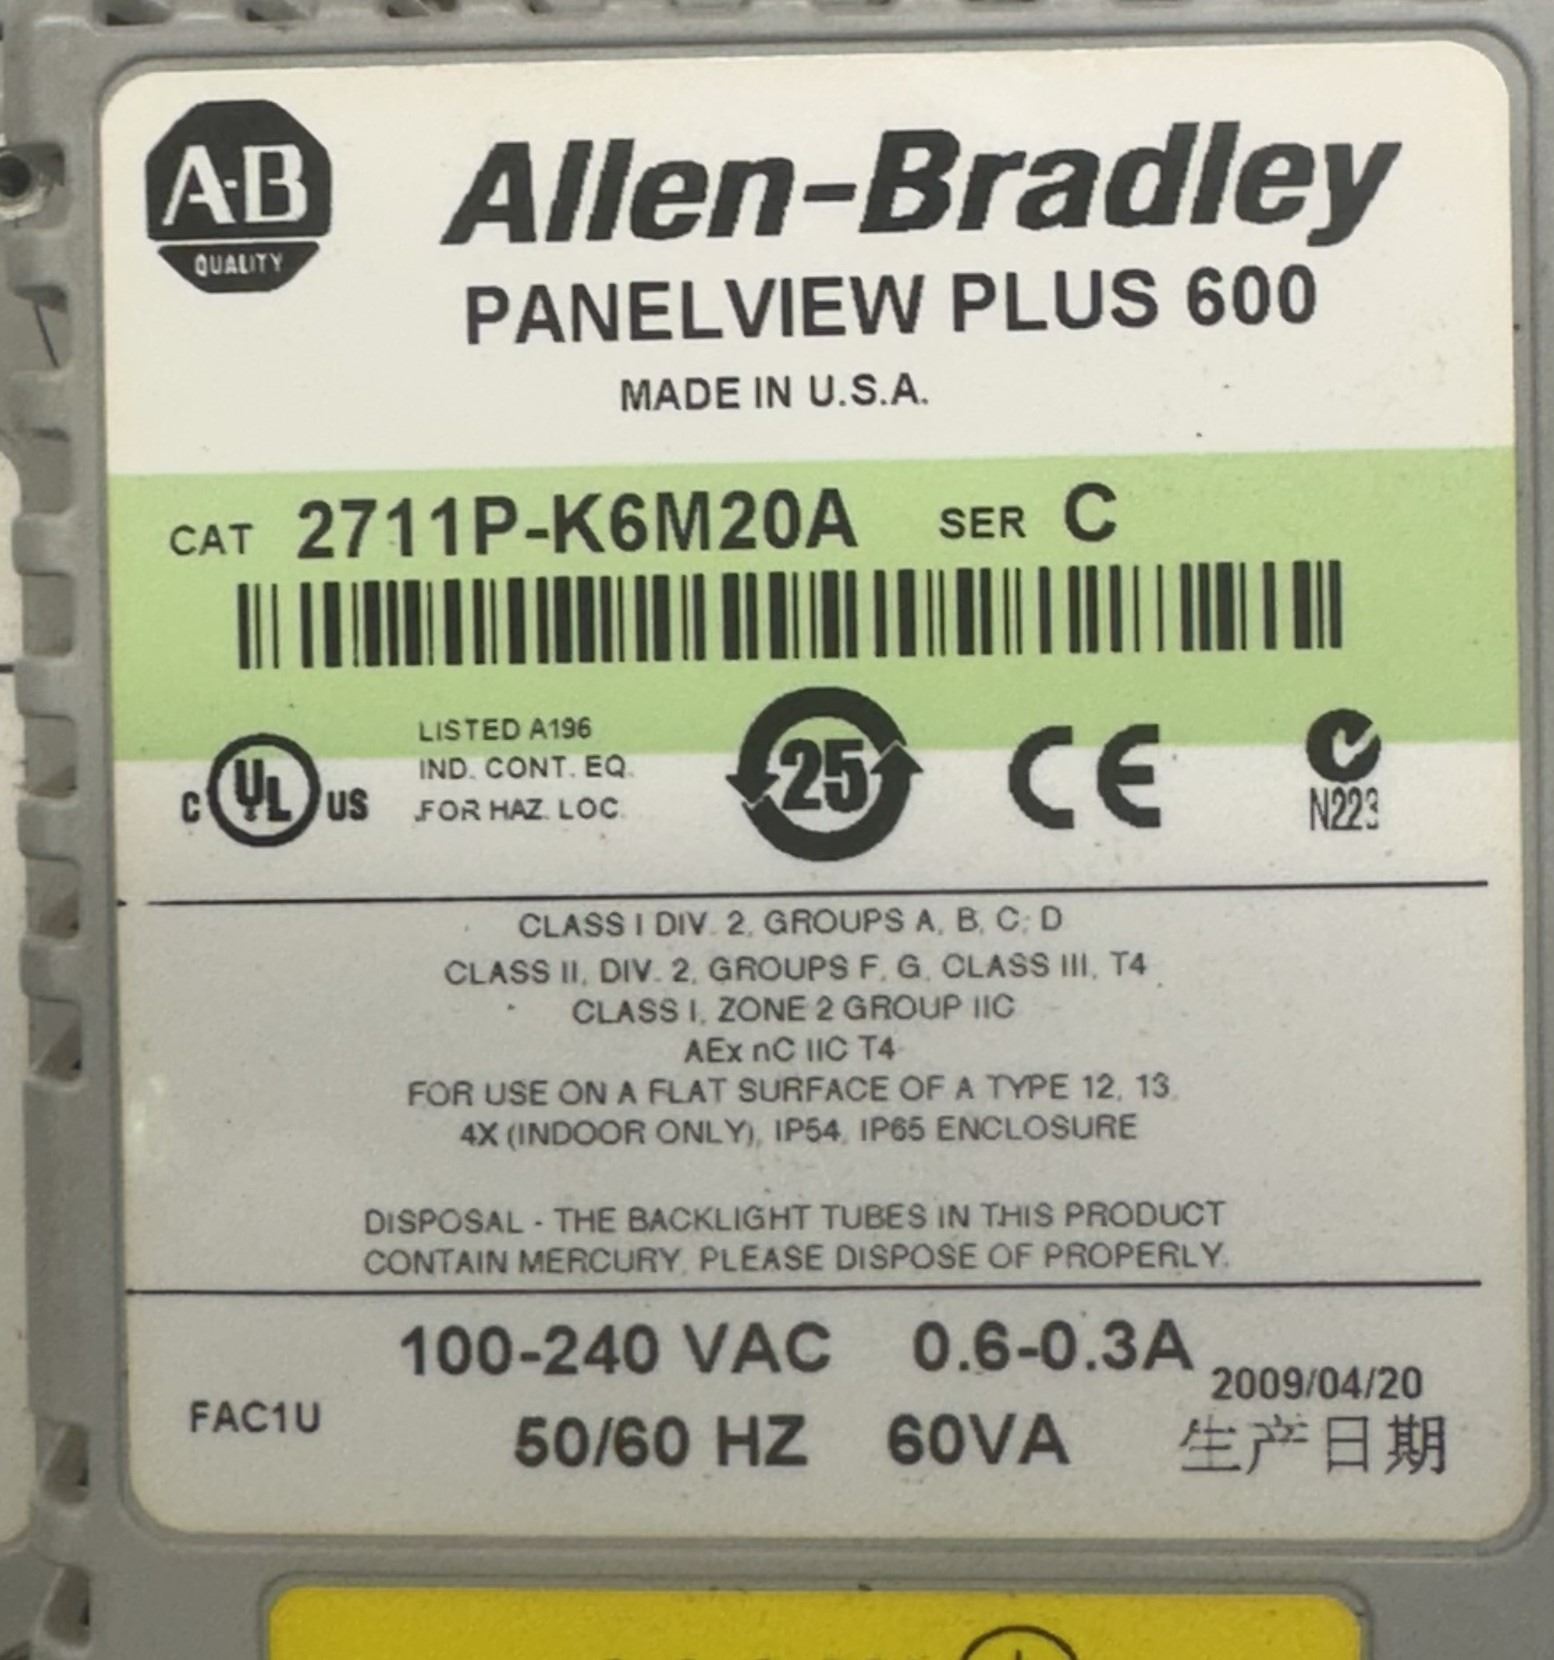 A-B
QUALITY
Allen-Bradley
PANELVIEW PLUS 600
MADE IN U.S.A.
CAT 2711P-K6M20A SER C
C UL US
LISTED A196
IND. CONT. EQ.
FOR HAZ. LOC.
25
CE
N223
CLASS I DIV. 2, GROUPS A, B, C, D
CLASS II, DIV. 2, GROUPS F, G, CLASS III, T4
CLASS I, ZONE 2 GROUP IIC
AEx nC IIC T4
FOR USE ON A FLAT SURFACE OF A TYPE 12, 13,
4X (INDOOR ONLY), IP54, IP65 ENCLOSURE
DISPOSAL - THE BACKLIGHT TUBES IN THIS PRODUCT
CONTAIN MERCURY. PLEASE DISPOSE OF PROPERLY.
100-240 VAC 0.6-0.3A
2009/04/20
FAC1U
50/60 HZ 60VA
生产日期